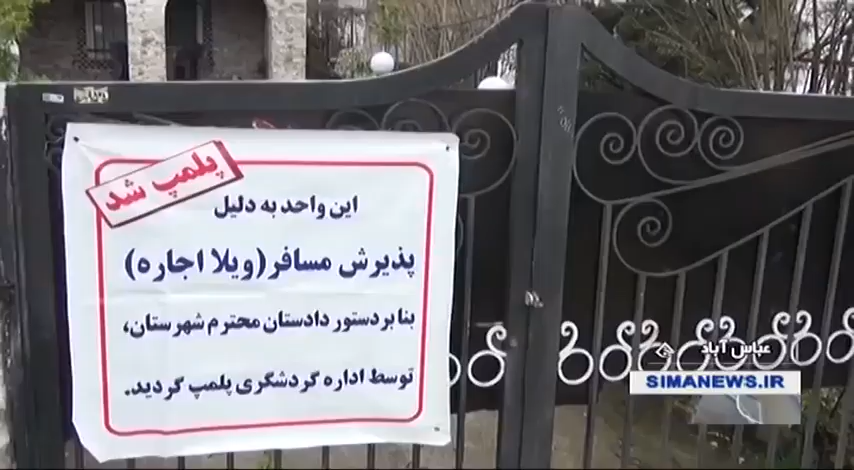 پلمپ شد
این واحد به دلیل
پذیرش مسافر(ویلا اجاره)
بنا بر دستور دادستان محترم شهرستان،
توسط اداره گردشگری پلمپ گردید.
عباس آباد
SIMANEWS.IR